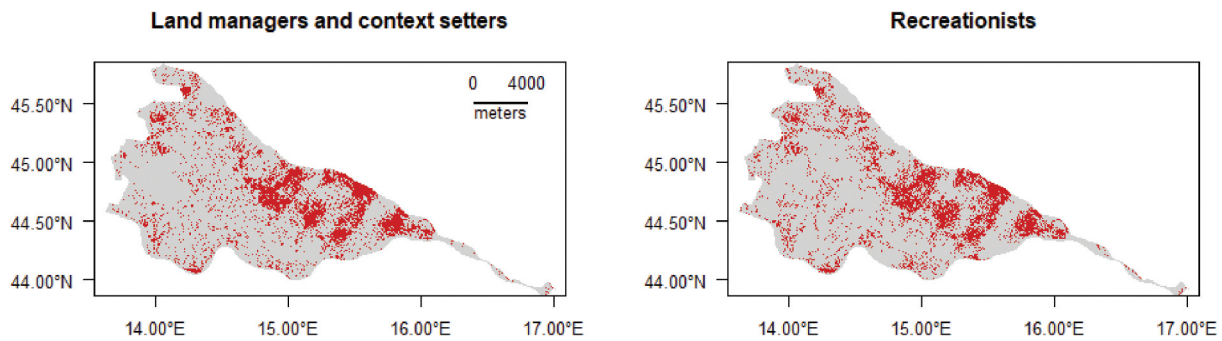 Land managers and context setters
0 4000
meters
45.50°N
45.00°N
44.50°N
44.00°N
14.00°E 15.00°E 16.00°E 17.00°E
Recreationists
45.50°N
45.00°N
44.50°N
44.00°N
14.00°E 15.00°E 16.00°E 17.00°E